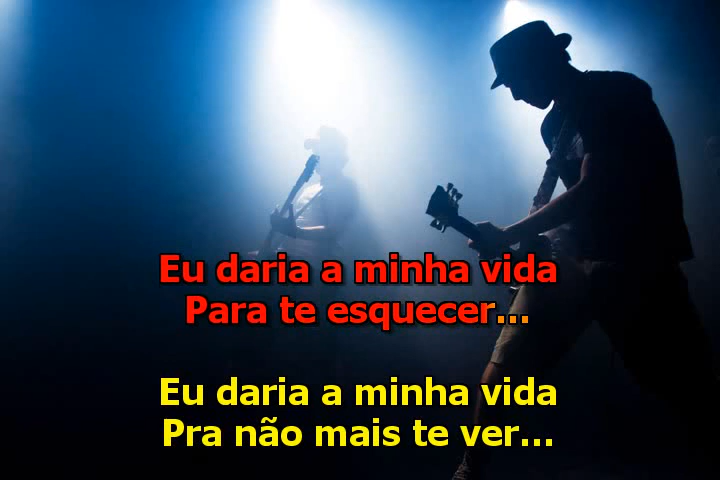 Eu daria a minha vida
Para te esquecer...
Eu daria a minha vida
Pra não mais te ver...